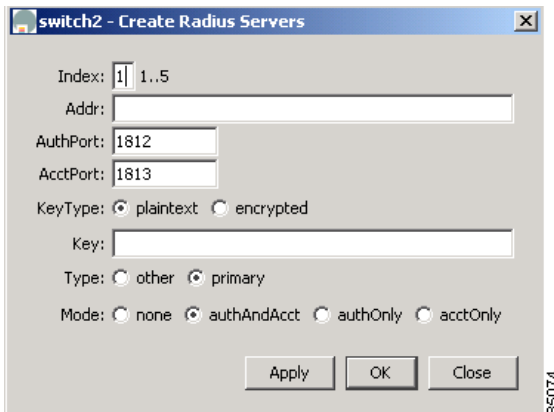 switch2 - Create Radius Servers
Index: 1 1..5
Addr:
AuthPort: 1812
AcctPort: 1813
KeyType: plaintext encrypted
Key:
Type: other primary
Mode: none authAndAcct authOnly acctOnly
Apply OK Close